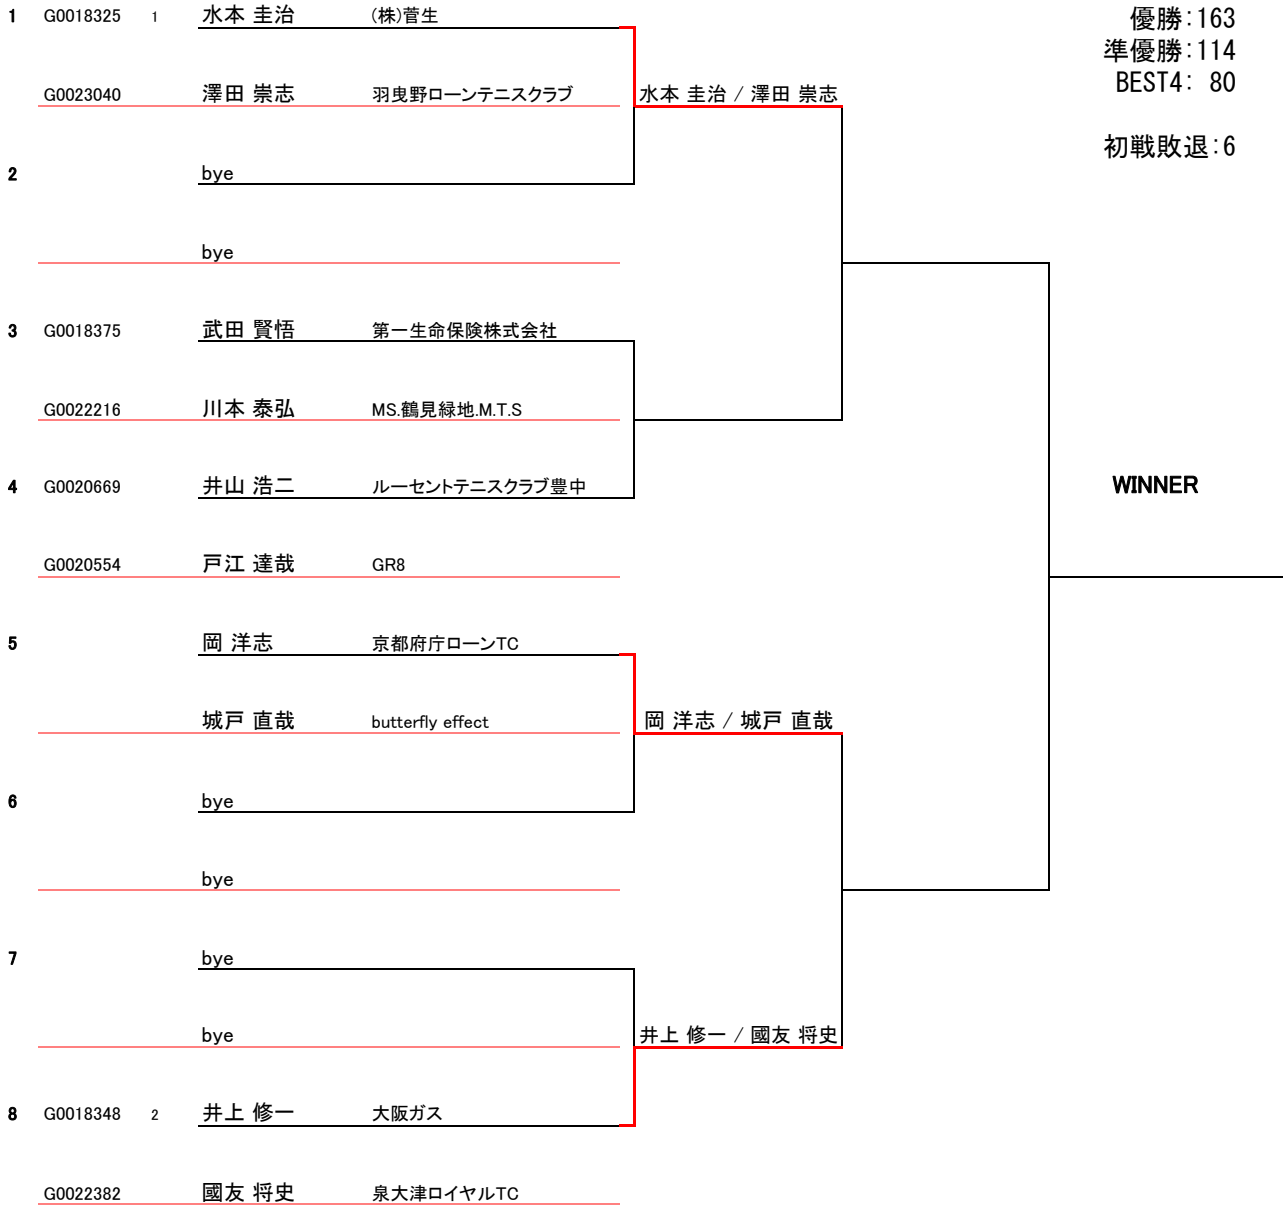 1 G0018325 1 水本 圭治 (株)菅生
優勝:163
準優勝:114
BEST4: 80
初戦敗退:6
G0023040 澤田 崇志 羽曳野ローンテニスクラブ
水本 圭治 / 澤田 崇志
2 bye
bye
3 G0018375 武田 賢悟 第一生命保険株式会社
G0022216 川本 泰弘 MS.鶴見緑地.M.T.S
4 G0020669 井山 浩二 ルーセントテニスクラブ豊中
WINNER
G0020554 戸江 達哉 GR8
5 岡 洋志 京都府庁ローンTC
城戸 直哉 butterfly effect
岡 洋志 / 城戸 直哉
6 bye
bye
7 bye
bye
井上 修一 / 國友 将史
8 G0018348 2 井上 修一 大阪ガス
G0022382 國友 将史 泉大津ロイヤルTC